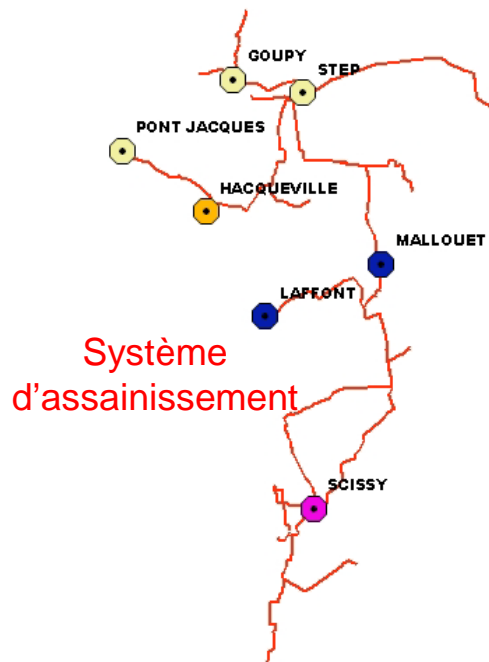 GOUPY
STEP
PONT JACQUES
HACQUEVILLE
MALLOUET
LAFFONT
Système
d'assainissement
SCISSY